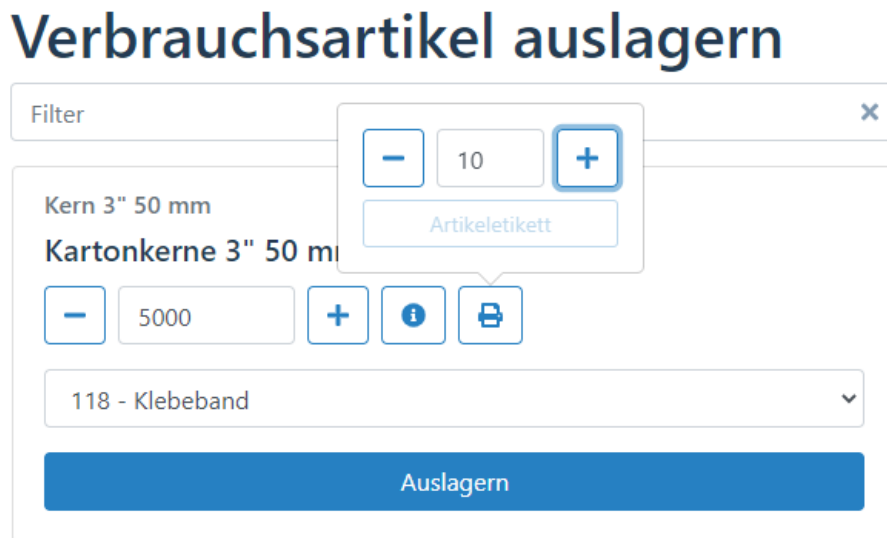 Verbrauchsartikel auslagern
Filter
10
Artikeletikett
Kern 3" 50 mm
Kartonkerne 3" 50
5000
118 - Klebeband
Auslagern